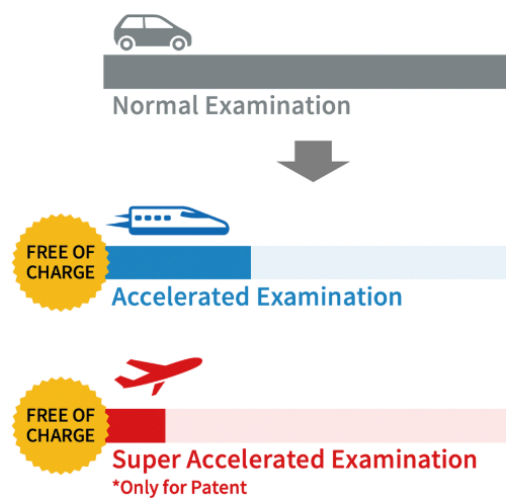 Normal Examination
FREE OF
CHARGE
Accelerated Examination
FREE OF
CHARGE
Super Accelerated Examination
*Only for Patent